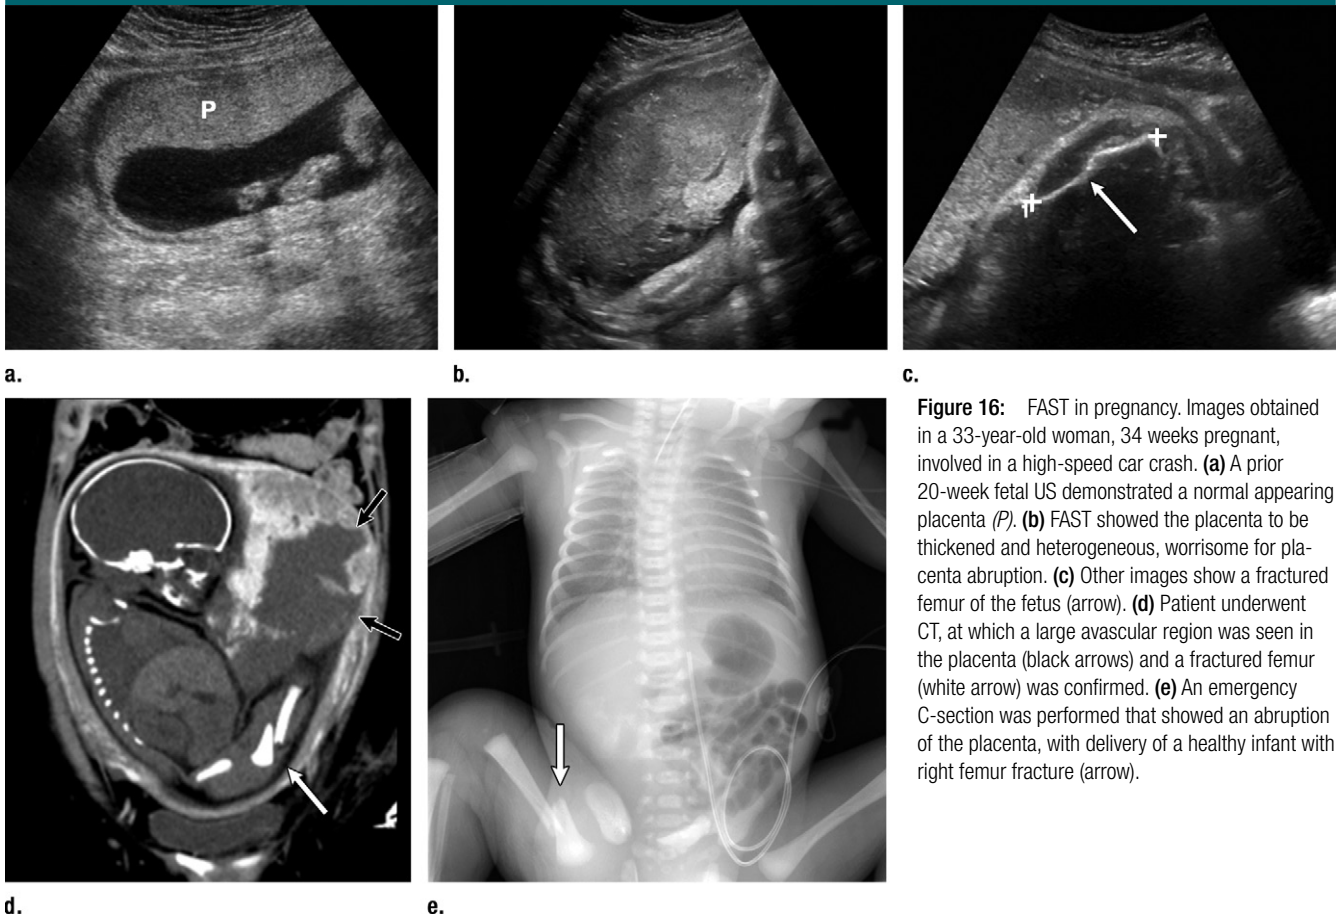 P
a.
b.
c.
d.
e.
Figure 16: FAST in pregnancy. Images obtained
in a 33-year-old woman, 34 weeks pregnant,
involved in a high-speed car crash. (a) A prior
20-week fetal US demonstrated a normal appearing
placenta (P). (b) FAST showed the placenta to be
thickened and heterogeneous, worrisome for pla-
centa abruption. (c) Other images show a fractured
femur of the fetus (arrow). (d) Patient underwent
CT, at which a large avascular region was seen in
the placenta (black arrows) and a fractured femur
(white arrow) was confirmed. (e) An emergency
C-section was performed that showed an abruption
of the placenta, with delivery of a healthy infant with
right femur fracture (arrow).